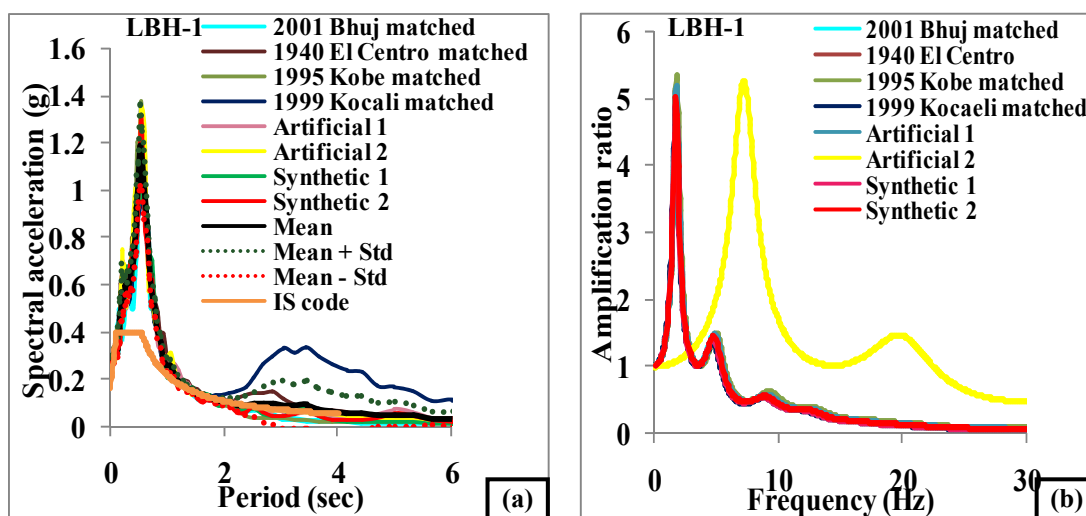 LBH-1
Spectral acceleration (g)
1.6
1.4
1.2
1
0.8
0.6
0.4
0.2
0
0 2 4 6
Period (sec)
2001 Bhuj matched
1940 El Centro matched
1995 Kobe matched
1999 Kocali matched
Artificial 1
Artificial 2
Synthetic 1
Synthetic 2
Mean
Mean + Std
Mean - Std
IS code
(a)
LBH-1
Amplification ratio
6
5
4
3
2
1
0
0 10 20 30
Frequency (Hz)
2001 Bhuj matched
1940 El Centro
1995 Kobe matched
1999 Kocaeli matched
Artificial 1
Artificial 2
Synthetic 1
Synthetic 2
(b)